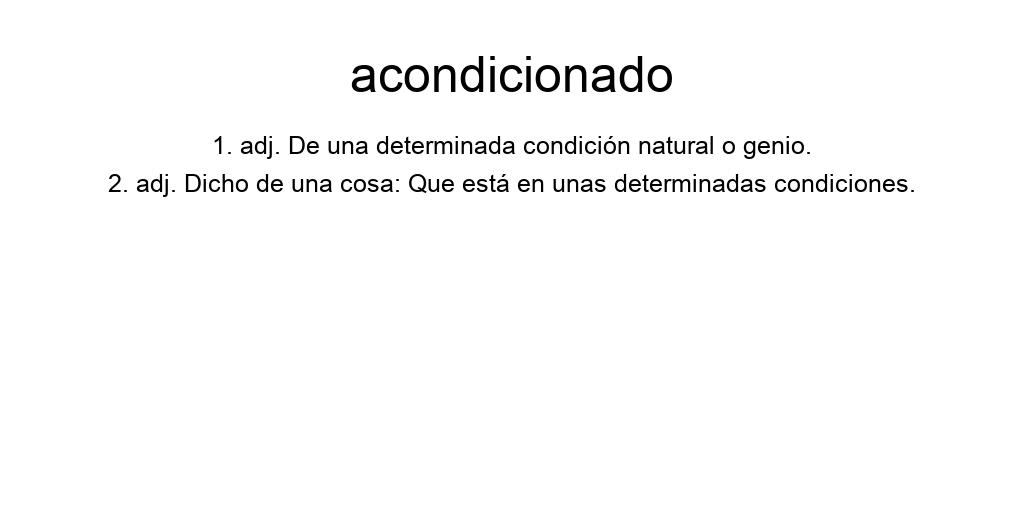 acondicionado
1. adj. De una determinada condición natural o genio.
2. adj. Dicho de una cosa: Que está en unas determinadas condiciones.